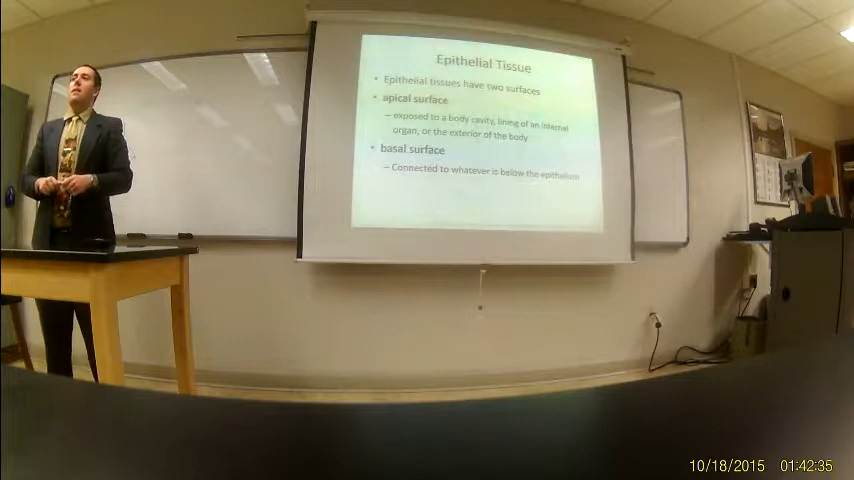 Epithelial Tissue
• Epithelial tissues have two surfaces
• apical surface
– exposed to a body cavity, lining of an internal
organ, or the exterior of the body
• basal surface
– Connected to whatever is below the epithelium
10/18/2015 01:42:35